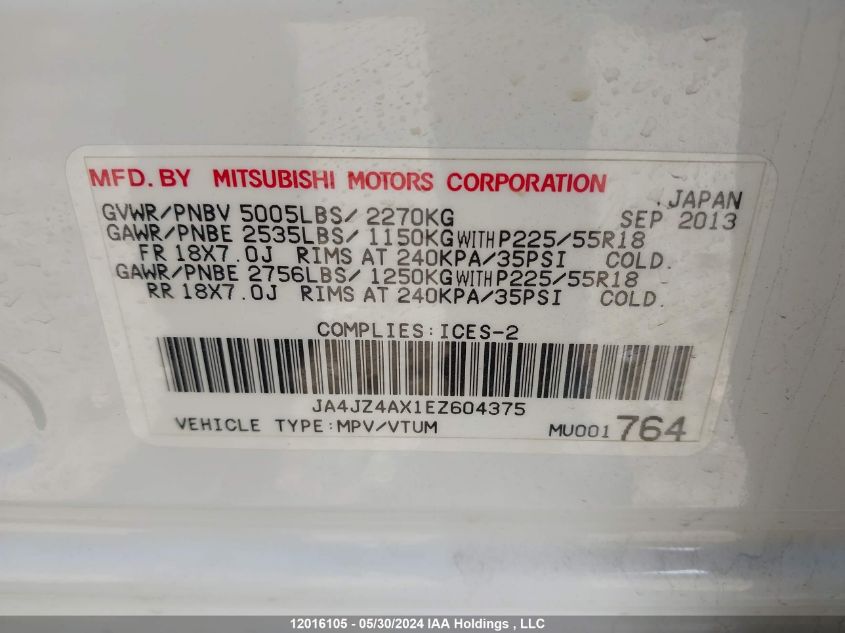 MFD. BY MITSUBISHI MOTORS CORPORATION
JAPAN
GVWR/PNBV 5005LBS/ 2270KG SEP 2013
GAWR/PNBE 2535LBS/ 1150KG WITH P225/55R18
FR 18X7.0J RIMS AT 240KPA/35PSI COLD.
GAWR/PNBE 2756LBS/ 1250KG WITH P225/55R18
RR 18X7.0J RIMS AT 240KPA/35PSI COLD.
COMPLIES:ICES-2
JA4JZ4AX1EZ604375
VEHICLE TYPE:MPV/VTUM MU001 764
12016105 - 05/30/2024 IAA Holdings , LLC